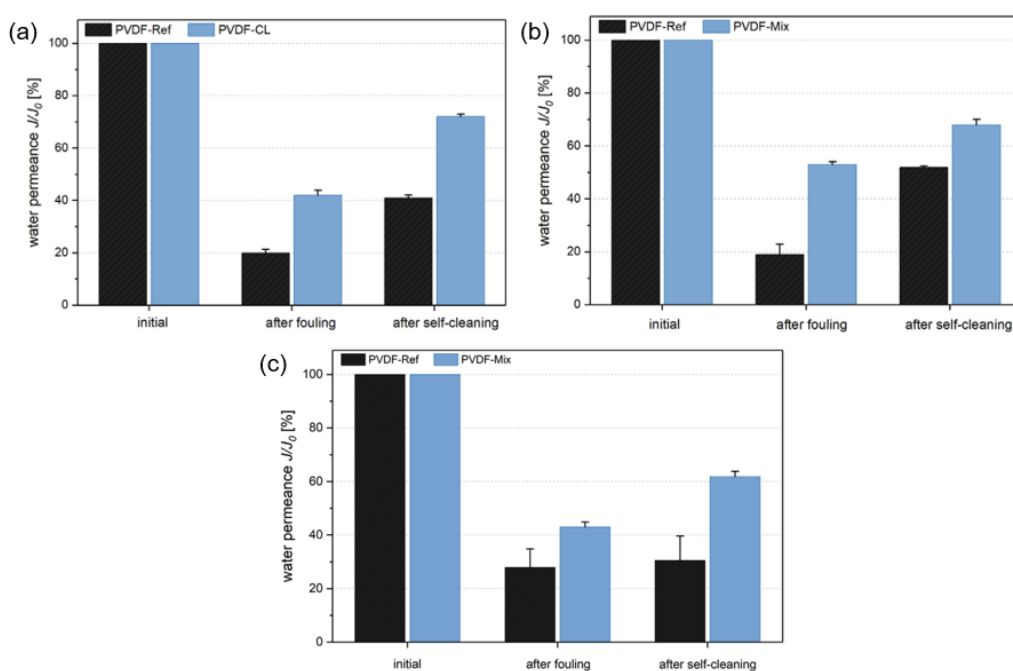 (a)
PVDF-Ref PVDF-CL
water permeance J/J0 [%]
100
80
60
40
20
0
initial after fouling after self-cleaning
(b)
PVDF-Ref PVDF-Mix
water permeance J/J0 [%]
100
80
60
40
20
0
initial after fouling after self-cleaning
(c)
PVDF-Ref PVDF-Mix
water permeance J/J0 [%]
100
80
60
40
20
0
initial after fouling after self-cleaning